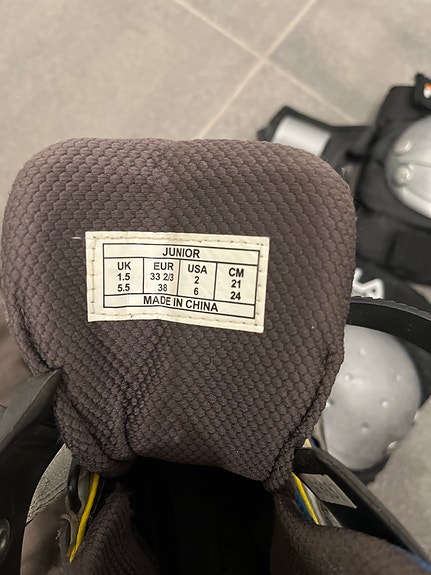 JUNIOR
UK EUR USA CM
1.5 33 2/3 2 21
5.5 38 6 24
MADE IN CHINA